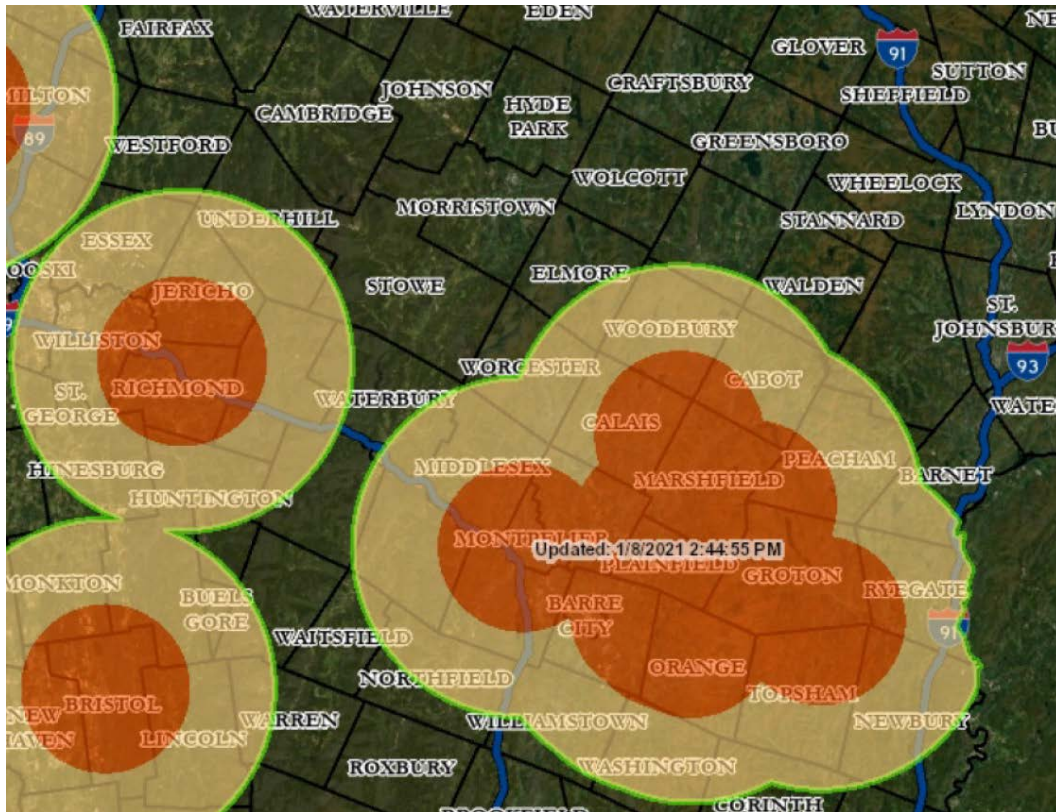 WATERVILLE
EDEN
FAIRFAX
GLOVER
91
SUTTON
JOHNSON
CRAFTSBURY
SHEFFIELD
MILTON
HYDE
PARK
CAMBRIDGE
89
WESTFORD
GREENSBORO
WOLCOTT
WHEELOCK
MORRISTOWN
LYNDON
UNDERHILL
STANNARD
ESSEX
OOSKI
ELMORE
STOWE
WALDEN
JERICHO
ST.
JOHNSBUR
WOODBURY
WILLISTON
93
WORCESTER
CABOT
RICHMOND
ST.
GEORGE
WATERBURY
WATE
CALAIS
PEACHAM
HINESBURG
MIDDLESEX
BARNET
MARSHFIELD
HUNTINGTON
MONTPELIER
Updated: 1/8/2021 2:44:55 PM
PLAINFIELD
GROTON
MONKTON
RYEGATE
BUELS
GORE
BARRE
CITY
91
WAITSFIELD
ORANGE
NORTHFIELD
TOPSHAM
BRISTOL
NEW
HAVEN
WARREN
WILLIAMSTOWN
NEWBURY
LINCOLN
ROXBURY
WASHINGTON
BROOKFIELD
CORINTH